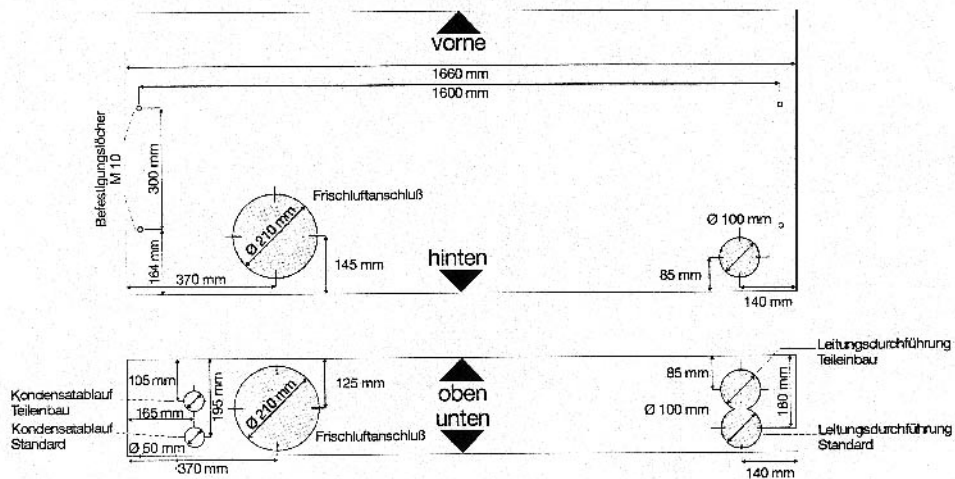 vorne
1660 mm
1600 mm
Befestigungslöcher
M 10
300 mm
164 mm
Frischluftanschluß
Ø 210 mm
145 mm
370 mm
hinten
Ø 100 mm
85 mm
140 mm
Leitungsdurchführung
Teileinbau
105 mm
195 mm
125 mm
oben
85 mm
180 mm
Kondensatablauf
Teilenbau
165 mm
Ø 210 mm
unten
Ø 100 mm
Kondensatablauf
Standard
Frischluftanschluß
Leitungsdurchführung
Standard
Ø 50 mm
370 mm
140 mm